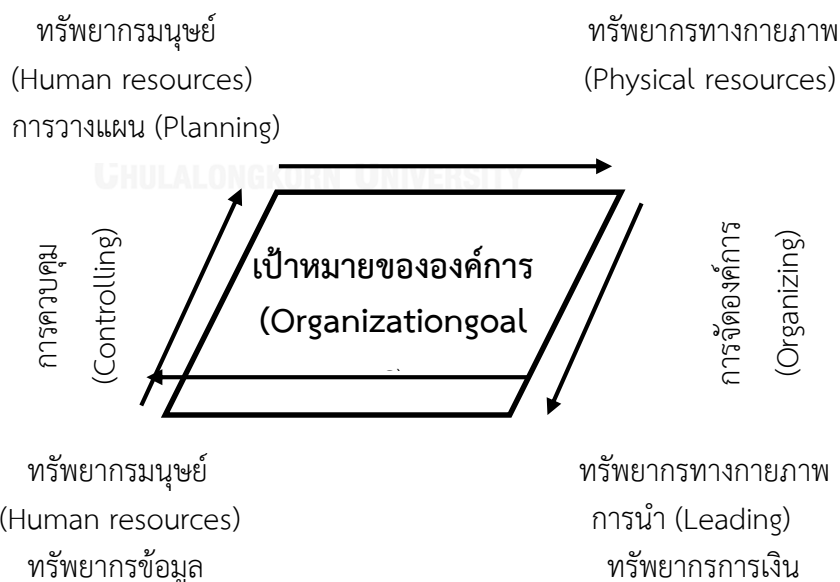 ทรัพยากรมนุษย์
(Human resources)
การวางแผน (Planning)
ทรัพยากรทางกายภาพ
(Physical resources)
CHULALONGKORN UNIVERSITY
การควบคุม
(Controlling)
เป้าหมายขององค์การ
(Organizationgoal
การจัดองค์การ
(Organizing)
ทรัพยากรมนุษย์
(Human resources)
ทรัพยากรข้อมูล
ทรัพยากรทางกายภาพ
การนำ (Leading)
ทรัพยากรการเงิน